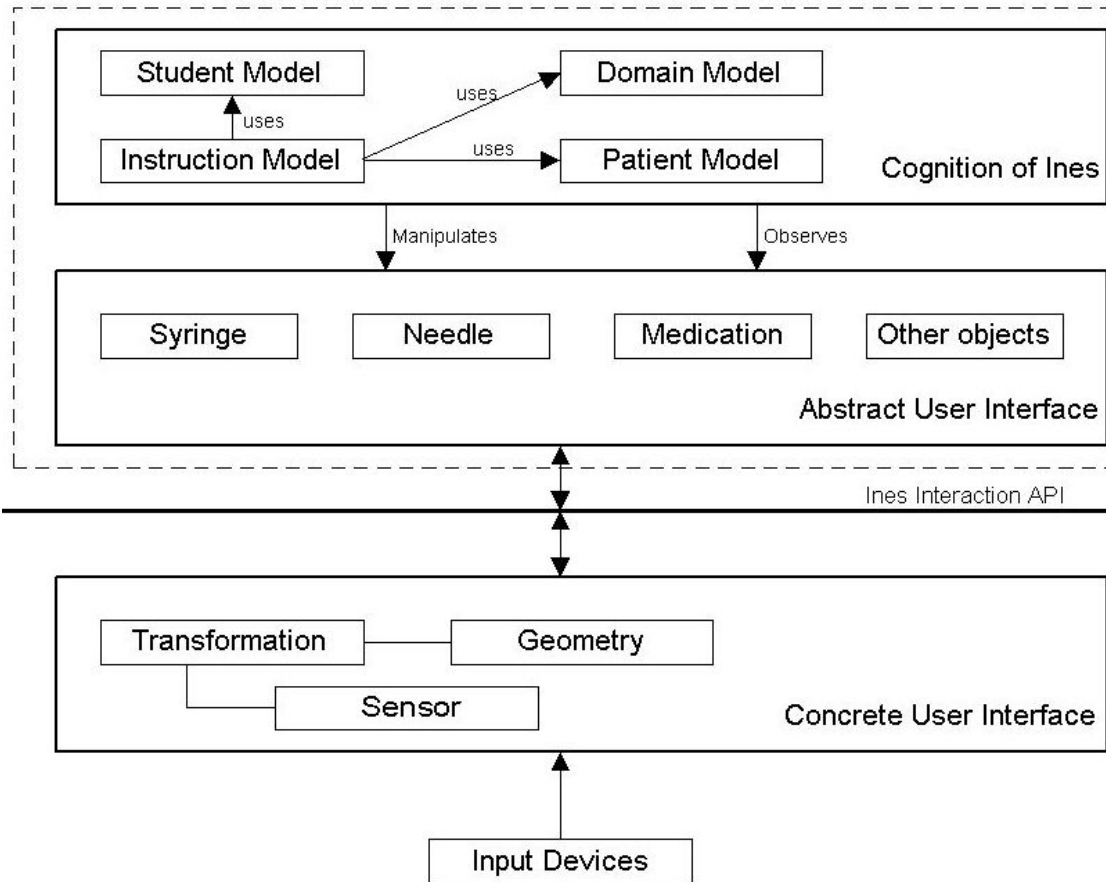 Student Model
Domain Model
uses
uses
Instruction Model
uses
Patient Model
Cognition of Ines
Manipulates
Observes
Syringe
Needle
Medication
Other objects
Abstract User Interface
Ines Interaction API
Transformation
Geometry
Sensor
Concrete User Interface
Input Devices